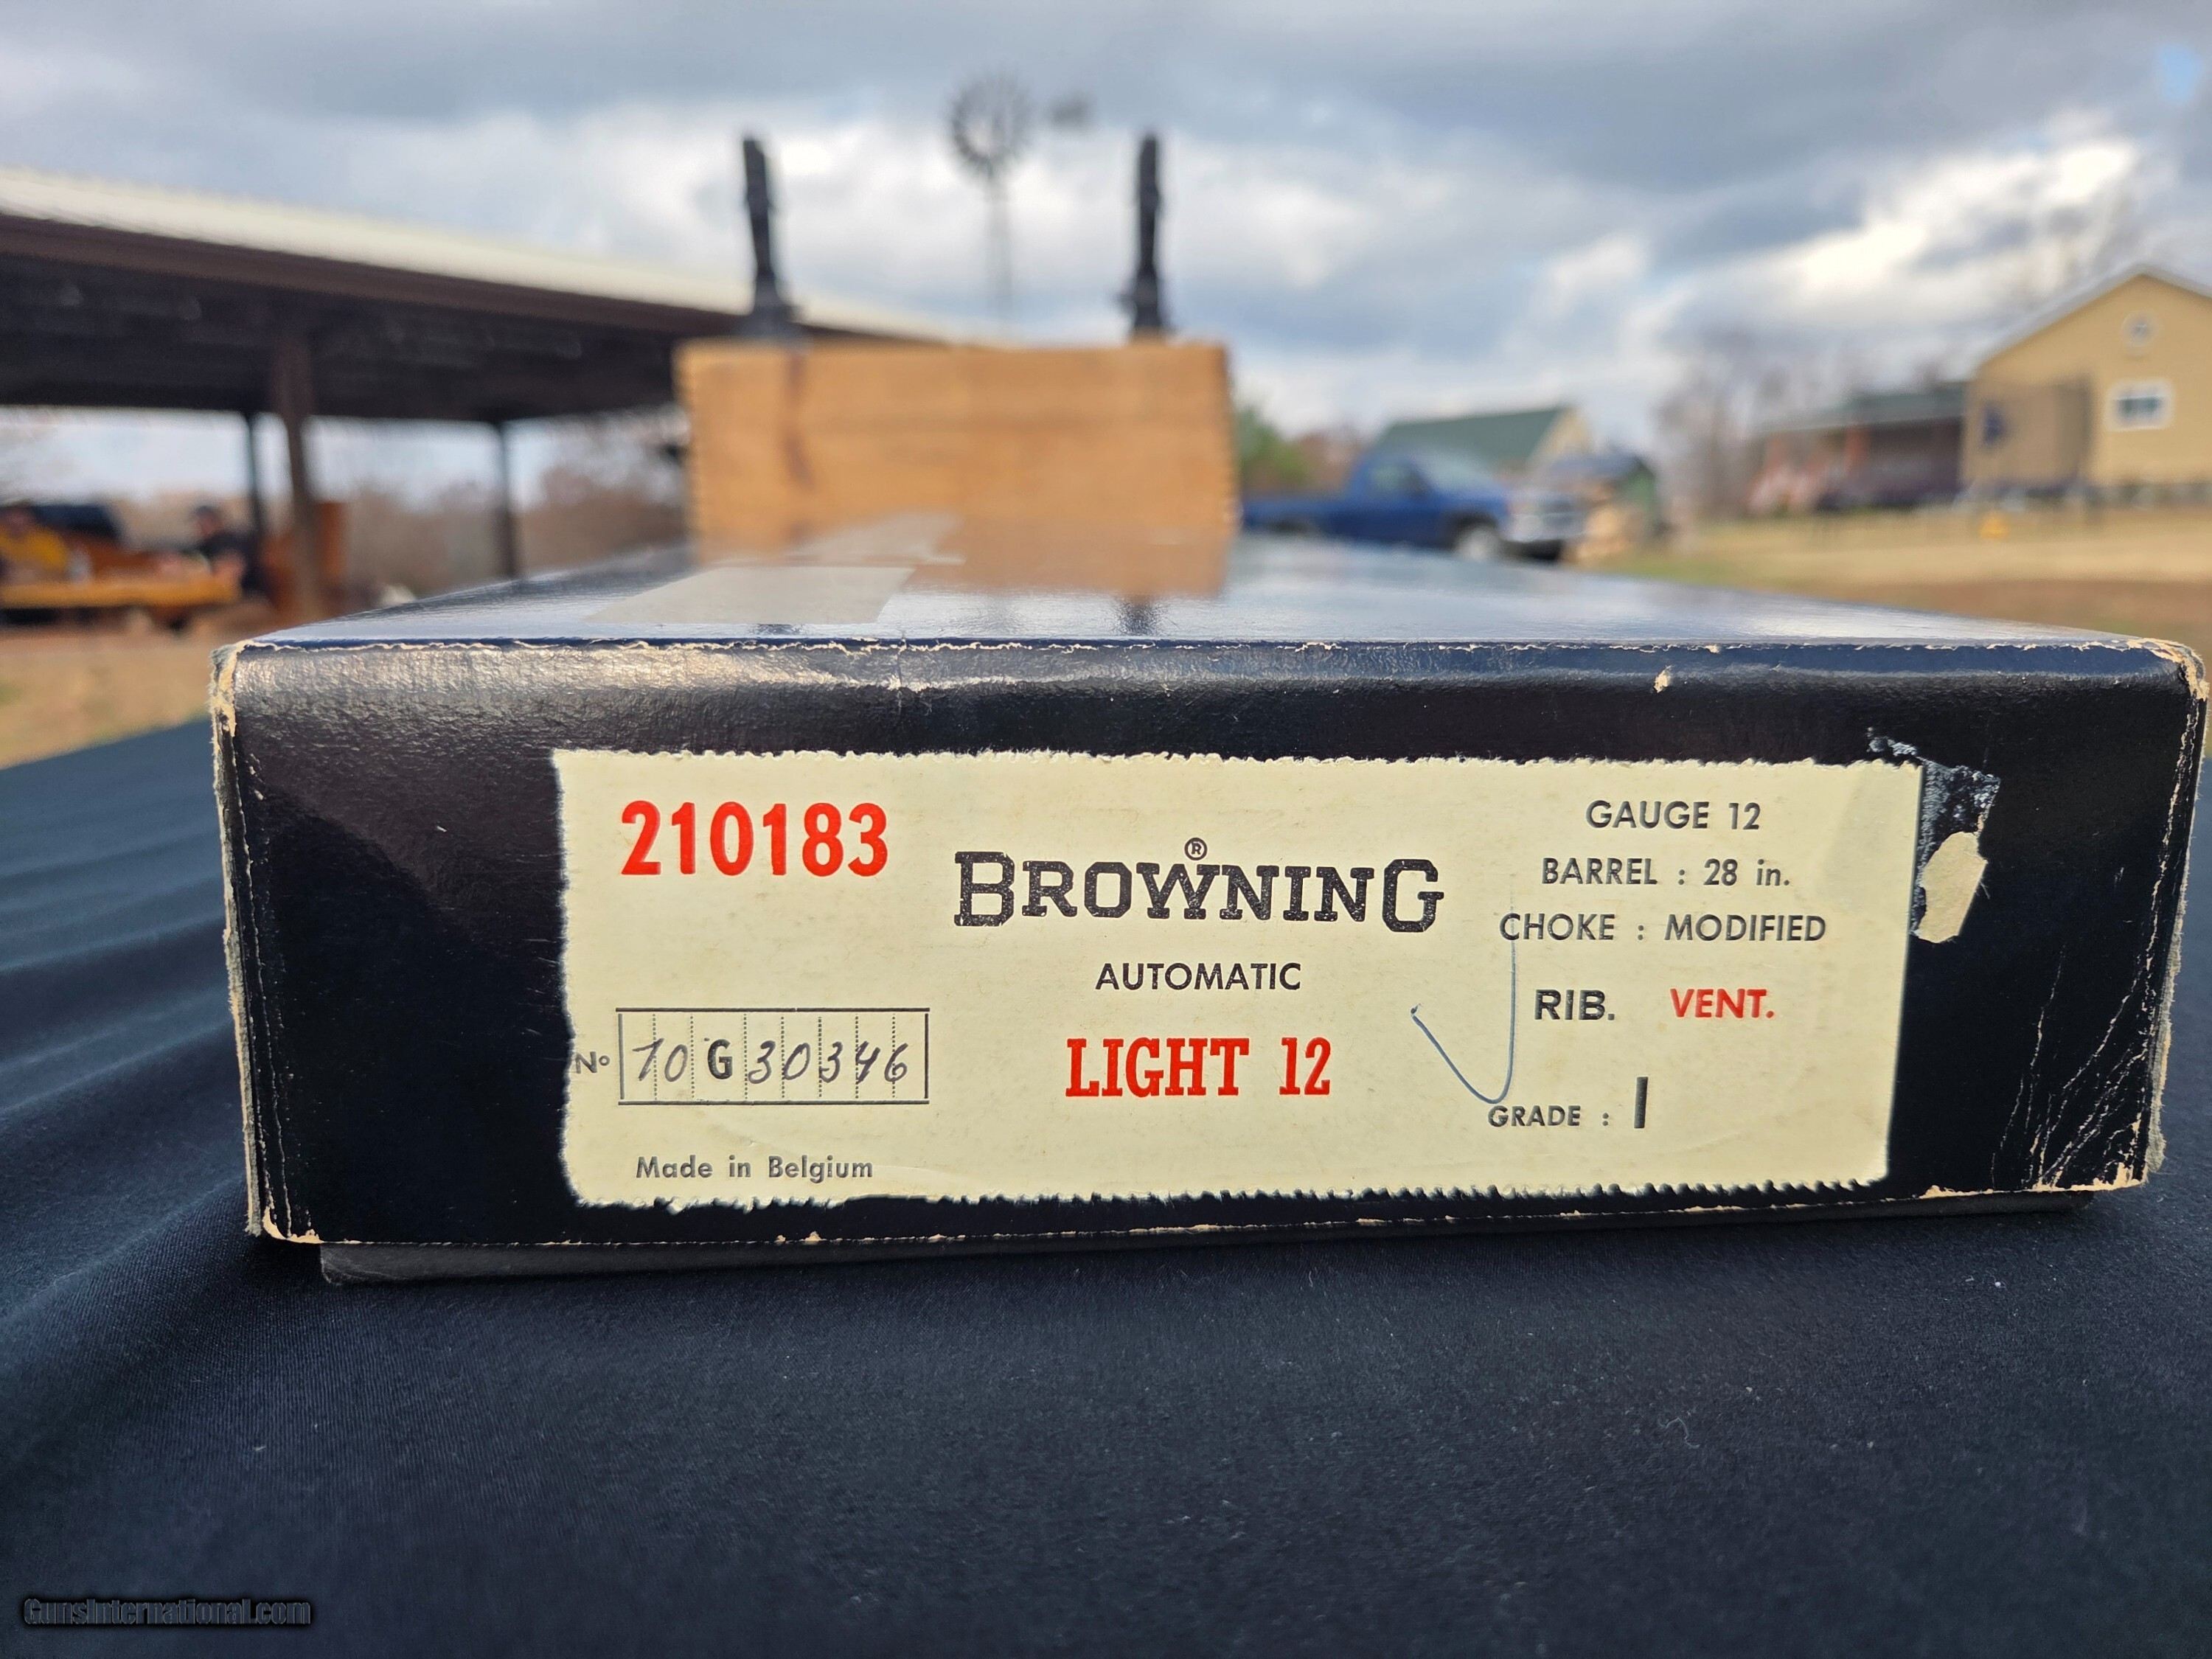 210183
BROWNING®
AUTOMATIC
LIGHT 12
GAUGE 12
BARREL : 28 in.
CHOKE : MODIFIED
RIB. VENT.
GRADE : I
Nº 70G30346
Made in Belgium
GunsInternational.com